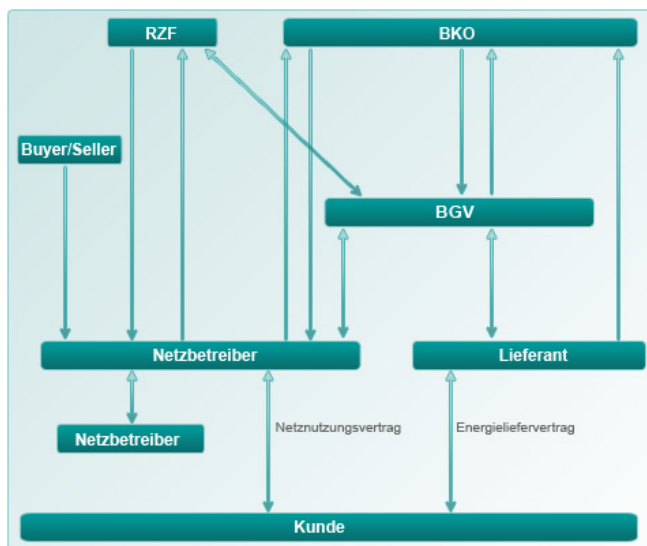 RZF
BKO
Buyer/Seller
BGV
Netzbetreiber
Lieferant
Netznutzungsvertrag
Energieliefervertrag
Netzbetreiber
Kunde